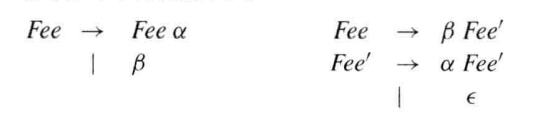 Fee → Fee α
| β
Fee → β Fee′
Fee′ → α Fee′
| ϵ